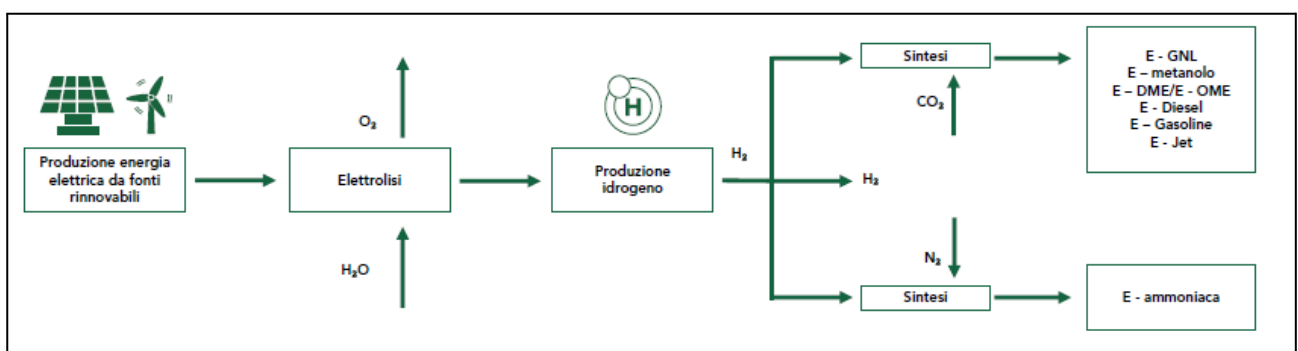 Produzione energia
elettrica da fonti
rinnovabili
O₂
Elettrolisi
H₂O
H
Produzione
idrogeno
H₂
Sintesi
CO₂
H₂
N₂
Sintesi
E - GNL
E – metanolo
E – DME/E - OME
E - Diesel
E – Gasoline
E - Jet
E - ammoniaca